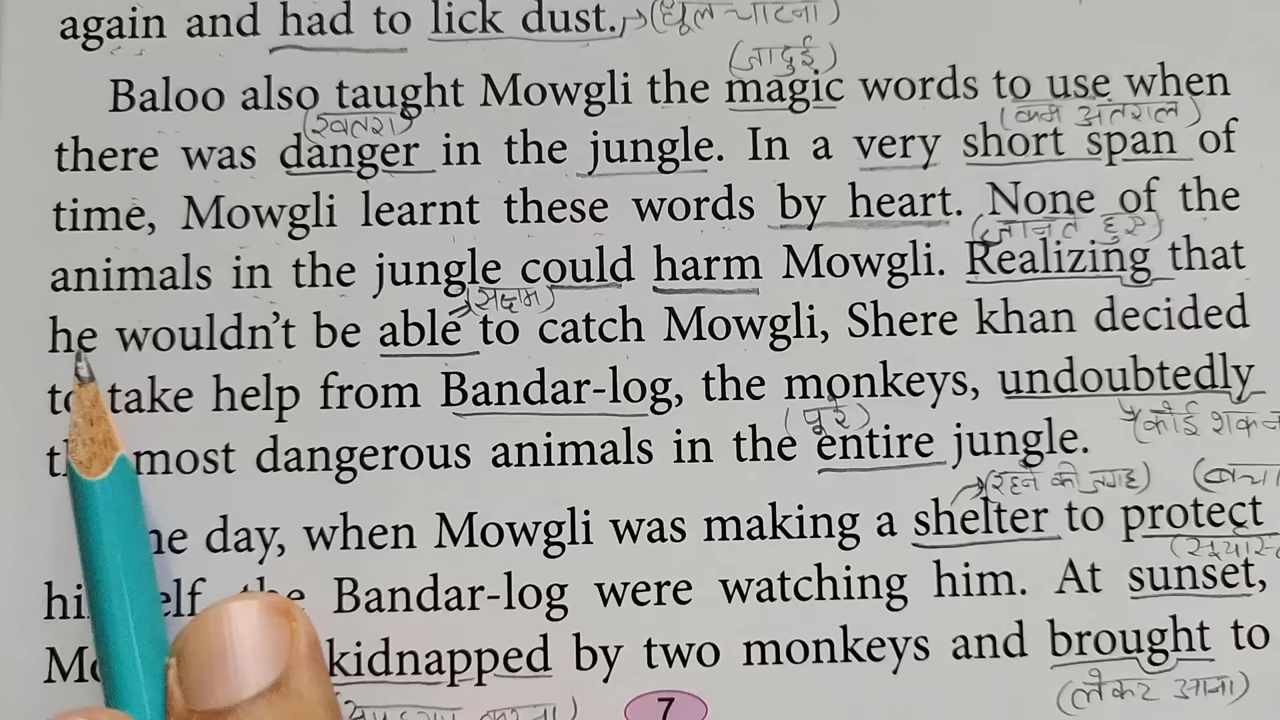 again and had to lick dust. → (धूल चाटना)
(जादुई)
Baloo also taught Mowgli the magic words to use when
(खतरा) (कम अंतराल)
there was danger in the jungle. In a very short span of
time, Mowgli learnt these words by heart. None of the
(जानते हुए)
animals in the jungle could harm Mowgli. Realizing that
→ (सक्षम)
he wouldn't be able to catch Mowgli, Shere khan decided
to take help from Bandar-log, the monkeys, undoubtedly
(पूरे) (कोई शक न
most dangerous animals in the entire jungle.
→ (रहने की जगह) (बचा
day, when Mowgli was making a shelter to protect
(सूर्यास्त
the Bandar-log were watching him. At sunset,
kidnapped by two monkeys and brought to
(लेकर आना)
7